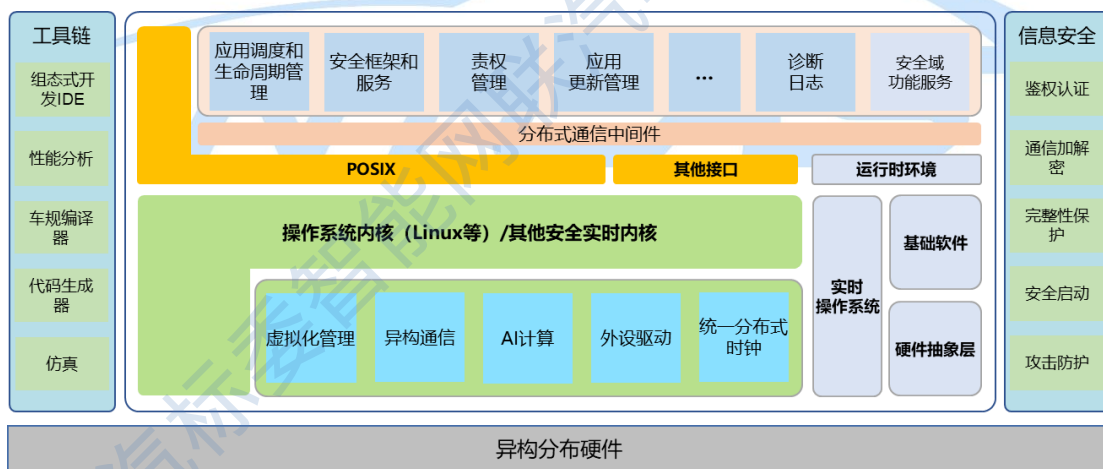 工具链
组态式开
发IDE
性能分析
车规编译
器
代码生成
器
仿真
应用调度和
生命周期管
理
安全框架和
服务
责权
管理
应用
更新管理
...
诊断
日志
安全域
功能服务
分布式通信中间件
POSIX
其他接口
运行时环境
操作系统内核（Linux等）/其他安全实时内核
虚拟化管理
异构通信
AI计算
外设驱动
统一分布式
时钟
实时
操作系统
基础软件
硬件抽象层
信息安全
鉴权认证
通信加解
密
完整性保
护
安全启动
攻击防护
异构分布硬件
汽标委智能网联汽